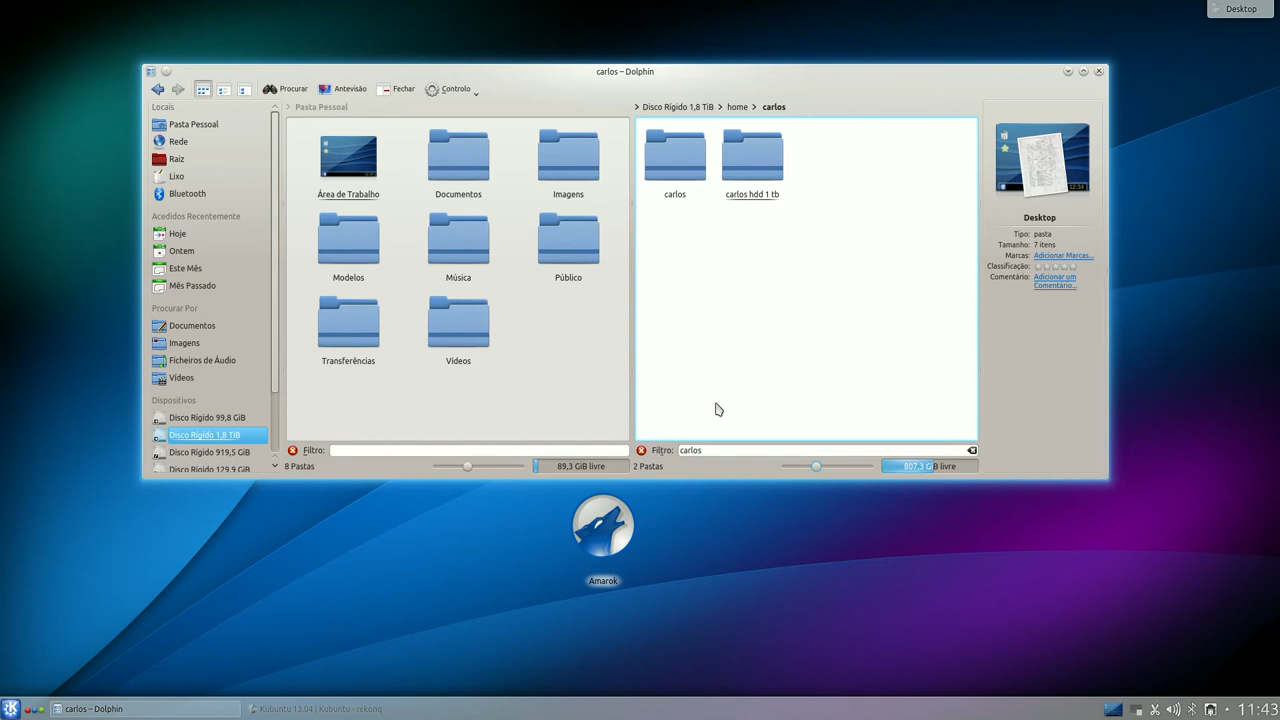 Desktop
carlos – Dolphin
Procurar
Antevisão
Fechar
Controlo
Locais
Pasta Pessoal
Rede
Raiz
Lixo
Bluetooth
Acedidos Recentemente
Hoje
Ontem
Este Mês
Mês Passado
Procurar Por
Documentos
Imagens
Ficheiros de Áudio
Vídeos
Dispositivos
Disco Rígido 99,8 GiB
Disco Rígido 1,8 TiB
Disco Rígido 919,5 GiB
Disco Rígido 129,9 GiB
> Pasta Pessoal
Área de Trabalho
Documentos
Imagens
Modelos
Música
Público
Transferências
Vídeos
Filtro:
8 Pastas
89,3 GiB livre
> Disco Rígido 1,8 TiB > home > carlos
carlos
carlos hdd 1 tb
Filtro: carlos
2 Pastas
807,3 GiB livre
12:34
Desktop
Tipo: pasta
Tamanho: 7 itens
Marcas: Adicionar Marcas...
Classificação:
Comentário: Adicionar um
Comentário...
Amarok
carlos – Dolphin
Kubuntu 13.04 | Kubuntu - rekonq
11:43